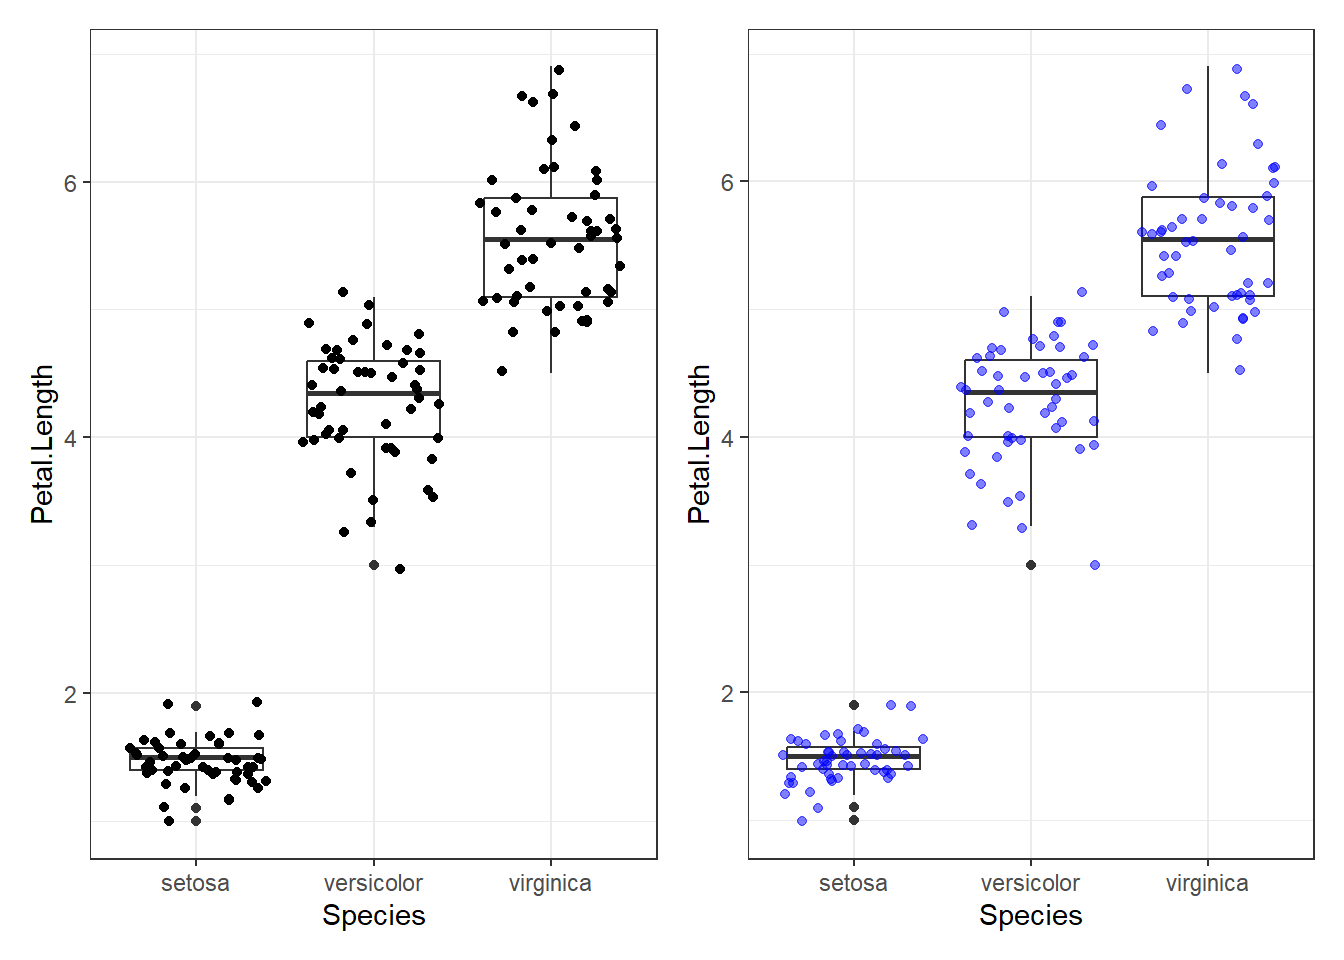 Petal.Length
6
4
2
setosa versicolor virginica
Species
Petal.Length
6
4
2
setosa versicolor virginica
Species